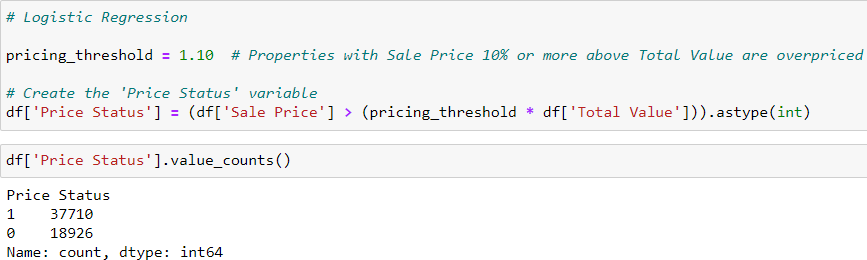 # Logistic Regression
pricing_threshold = 1.10  # Properties with Sale Price 10% or more above Total Value are overpriced
# Create the 'Price Status' variable
df['Price Status'] = (df['Sale Price'] > (pricing_threshold * df['Total Value'])).astype(int)
df['Price Status'].value_counts()
Price Status
1    37710
0    18926
Name: count, dtype: int64